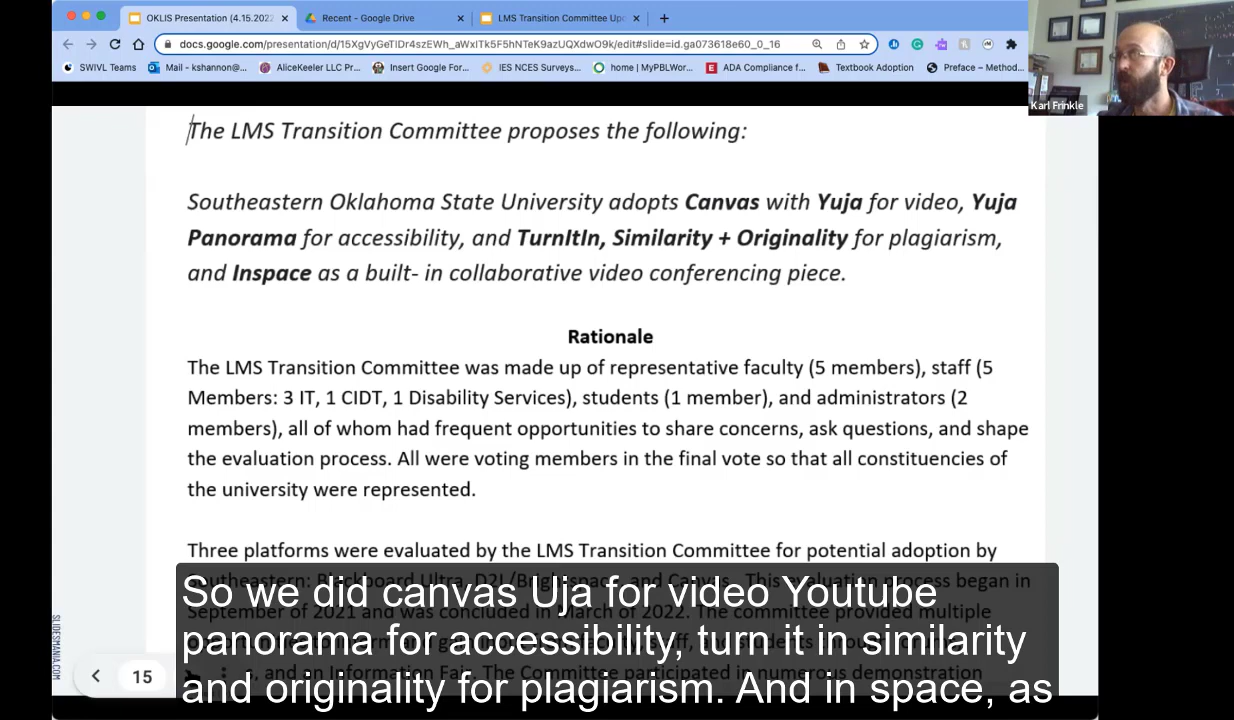 OKLIS Presentation (4.15.2022
Recent - Google Drive
LMS Transition Committee Upd
docs.google.com/presentation/d/15XgVyGeTIDr4szEWh_aWxITk5F5hNTeK9azUQXdwO9k/edit#slide=id.ga073618e60_0_16
SWIVL Teams
Mail - kshannon@...
AliceKeeler LLC Pr...
Insert Google For...
IES NCES Surveys...
home | MyPBLWor...
ADA Compliance f...
Textbook Adoption
Preface – Method...
Karl Frinkle
The LMS Transition Committee proposes the following:
Southeastern Oklahoma State University adopts Canvas with Yuja for video, Yuja
Panorama for accessibility, and TurnItIn, Similarity + Originality for plagiarism,
and Inspace as a built- in collaborative video conferencing piece.
Rationale
The LMS Transition Committee was made up of representative faculty (5 members), staff (5
Members: 3 IT, 1 CIDT, 1 Disability Services), students (1 member), and administrators (2
members), all of whom had frequent opportunities to share concerns, ask questions, and shape
the evaluation process. All were voting members in the final vote so that all constituencies of
the university were represented.
Three platforms were evaluated by the LMS Transition Committee for potential adoption by
So we did canvas Uja for video Youtube
panorama for accessibility, turn it in similarity
and originality for plagiarism. And in space, as
SLIDESMANIA.COM
15